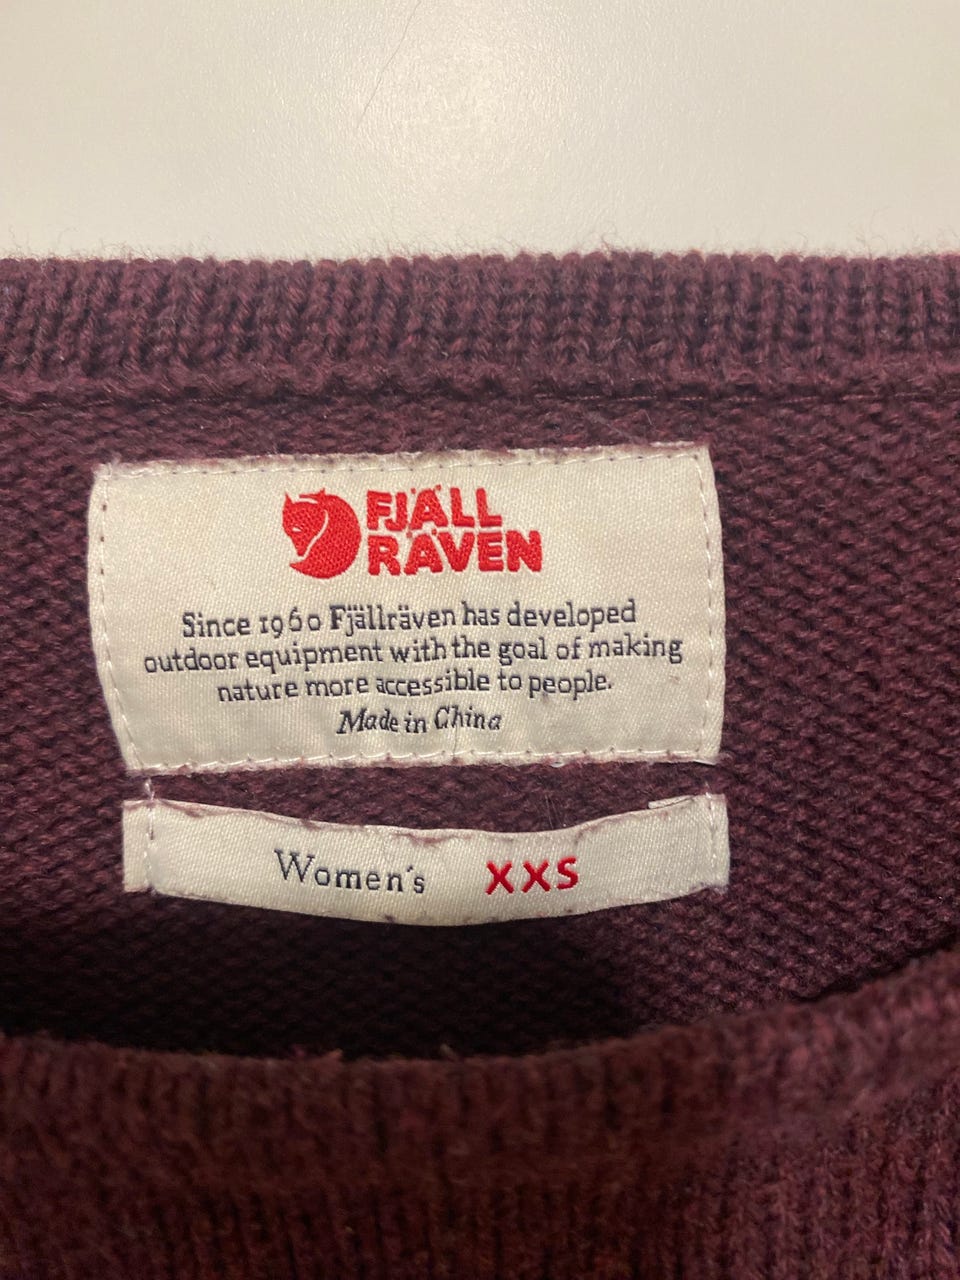 FJÄLL
RÄVEN
Since 1960 Fjällräven has developed
outdoor equipment with the goal of making
nature more accessible to people.
Made in China
Women's XXS